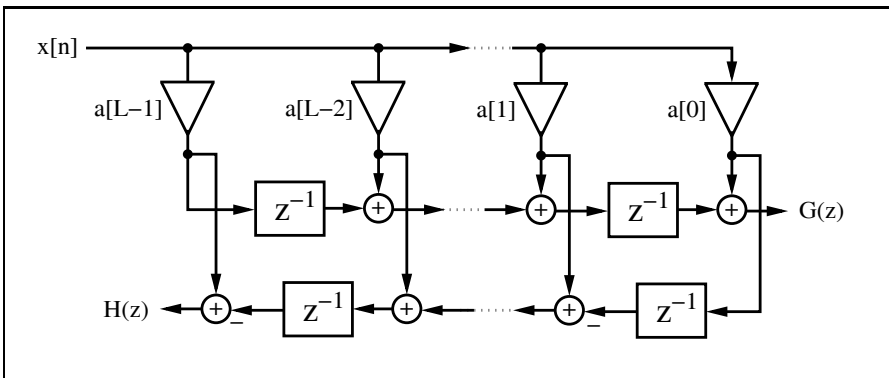 x[n]
a[L−1] a[L−2] a[1] a[0]
z⁻¹ + + z⁻¹ + G(z)
H(z) + − z⁻¹ + + − z⁻¹